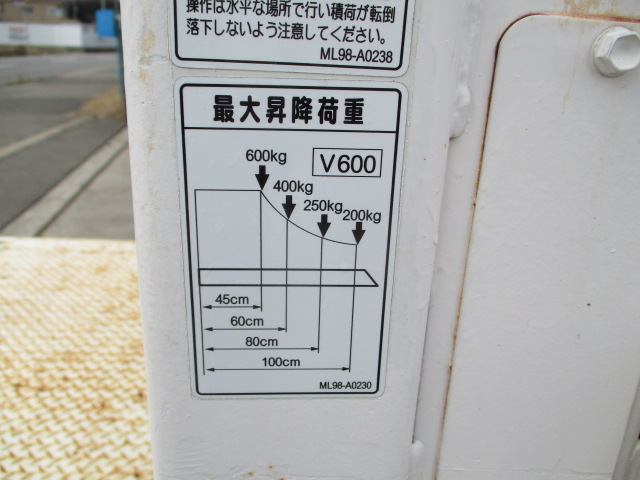 操作は水平な場所で行い積荷が転倒
落下しないよう注意してください。
ML98-A0238
最大昇降荷重
V600
600kg
400kg
250kg
200kg
45cm
60cm
80cm
100cm
ML98-A0230